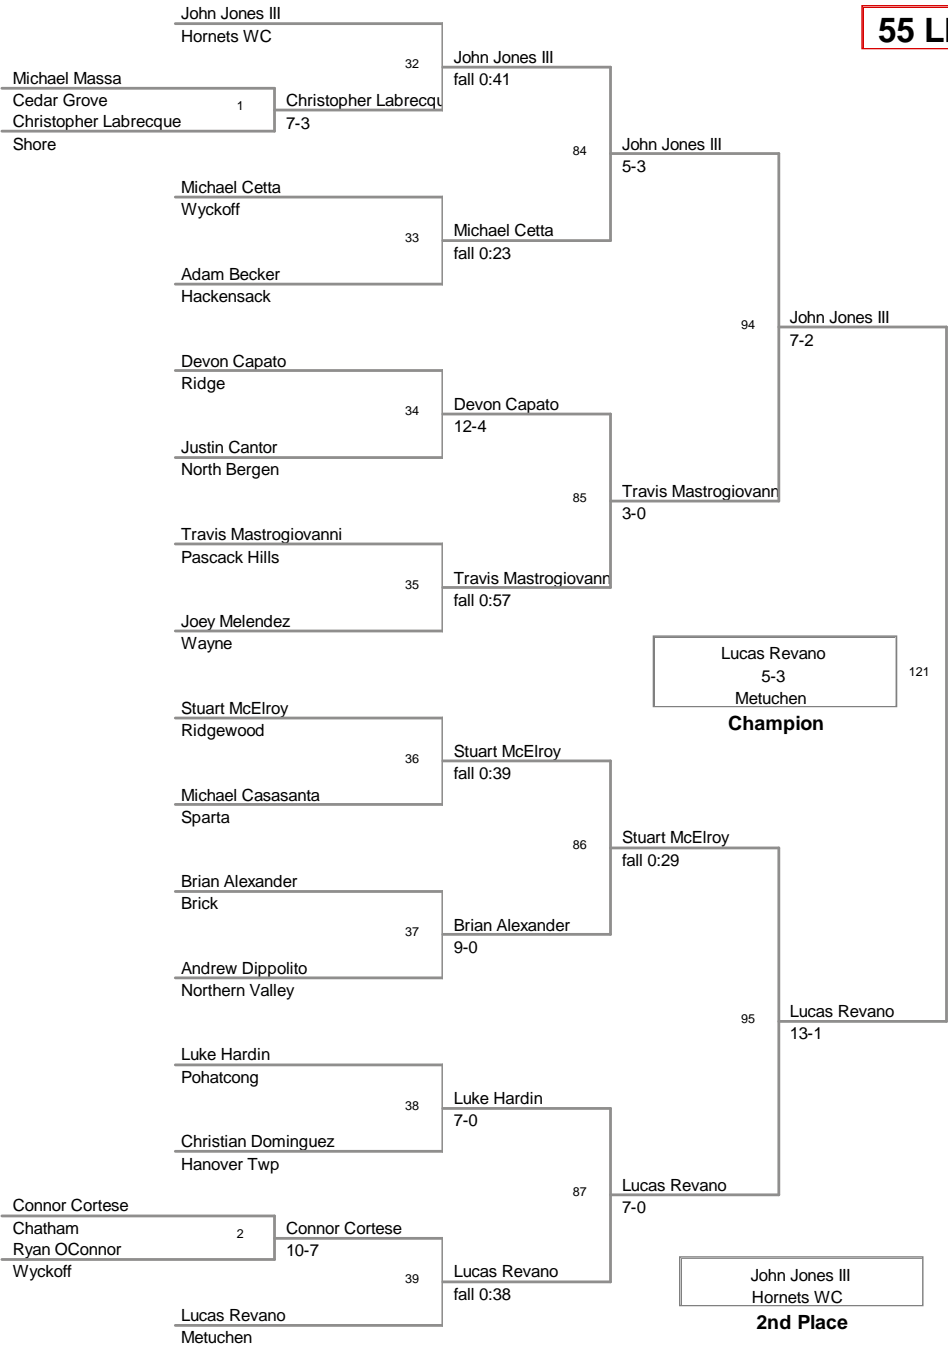 John Jones III
55 L
Hornets WC
32
John Jones III
fall 0:41
Michael Massa
Cedar Grove
1
Christopher Labrecqu
Christopher Labrecque
7-3
Shore
84
John Jones III
5-3
Michael Cetta
Wyckoff
33
Michael Cetta
fall 0:23
Adam Becker
Hackensack
94
John Jones III
7-2
Devon Capato
Ridge
34
Devon Capato
12-4
Justin Cantor
North Bergen
85
Travis Mastrogiovann
3-0
Travis Mastrogiovanni
Pascack Hills
35
Travis Mastrogiovann
fall 0:57
Joey Melendez
Wayne
Lucas Revano
5-3
Metuchen
121
Champion
Stuart McElroy
Ridgewood
36
Stuart McElroy
fall 0:39
Michael Casasanta
Sparta
86
Stuart McElroy
fall 0:29
Brian Alexander
Brick
37
Brian Alexander
9-0
Andrew Dippolito
Northern Valley
95
Lucas Revano
13-1
Luke Hardin
Pohatcong
38
Luke Hardin
7-0
Christian Dominguez
Hanover Twp
87
Lucas Revano
7-0
Connor Cortese
Chatham
2
Connor Cortese
Ryan OConnor
10-7
Wyckoff
39
Lucas Revano
fall 0:38
Lucas Revano
Metuchen
John Jones III
Hornets WC
2nd Place